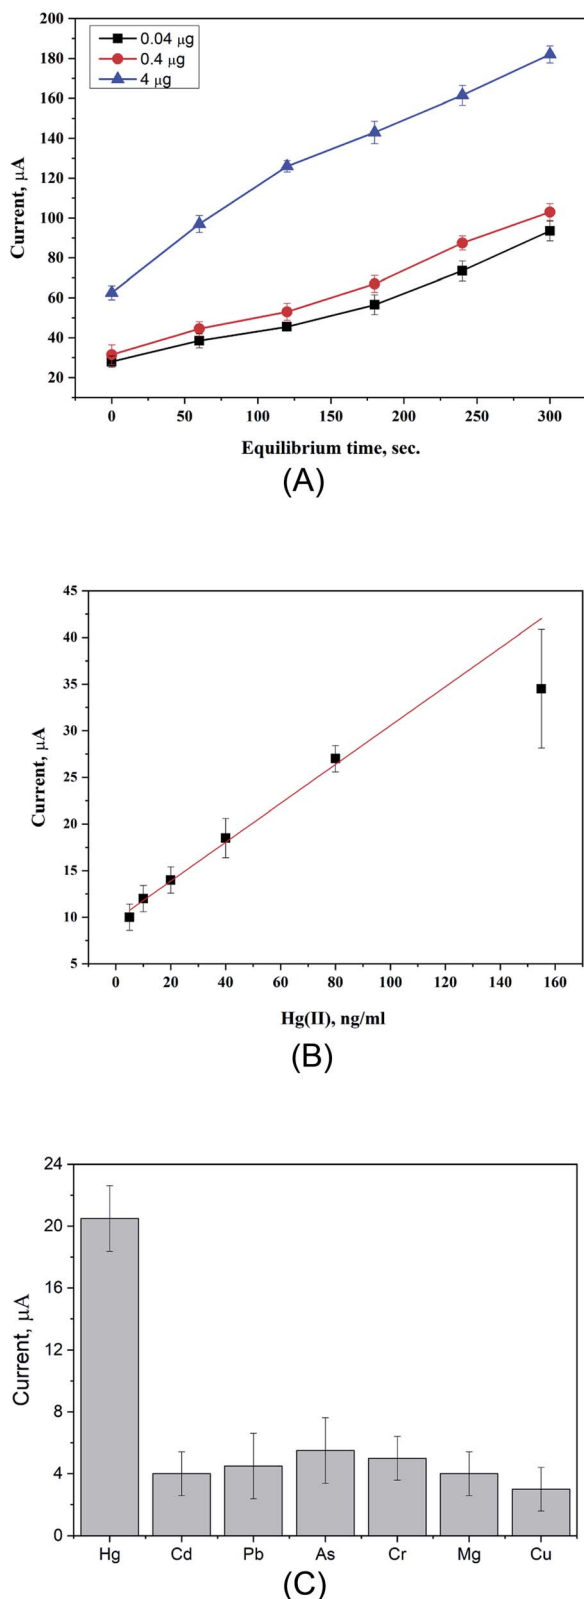 200
180
160
140
120
100
80
60
40
20
0.04 μg
0.4 μg
4 μg
Current, μA
0 50 100 150 200 250 300
Equilibrium time, sec.
(A)
45
40
35
30
25
20
15
10
5
Current, μA
0 20 40 60 80 100 120 140 160
Hg(II), ng/ml
(B)
24
20
16
12
8
4
0
Current, μA
Hg Cd Pb As Cr Mg Cu
(C)